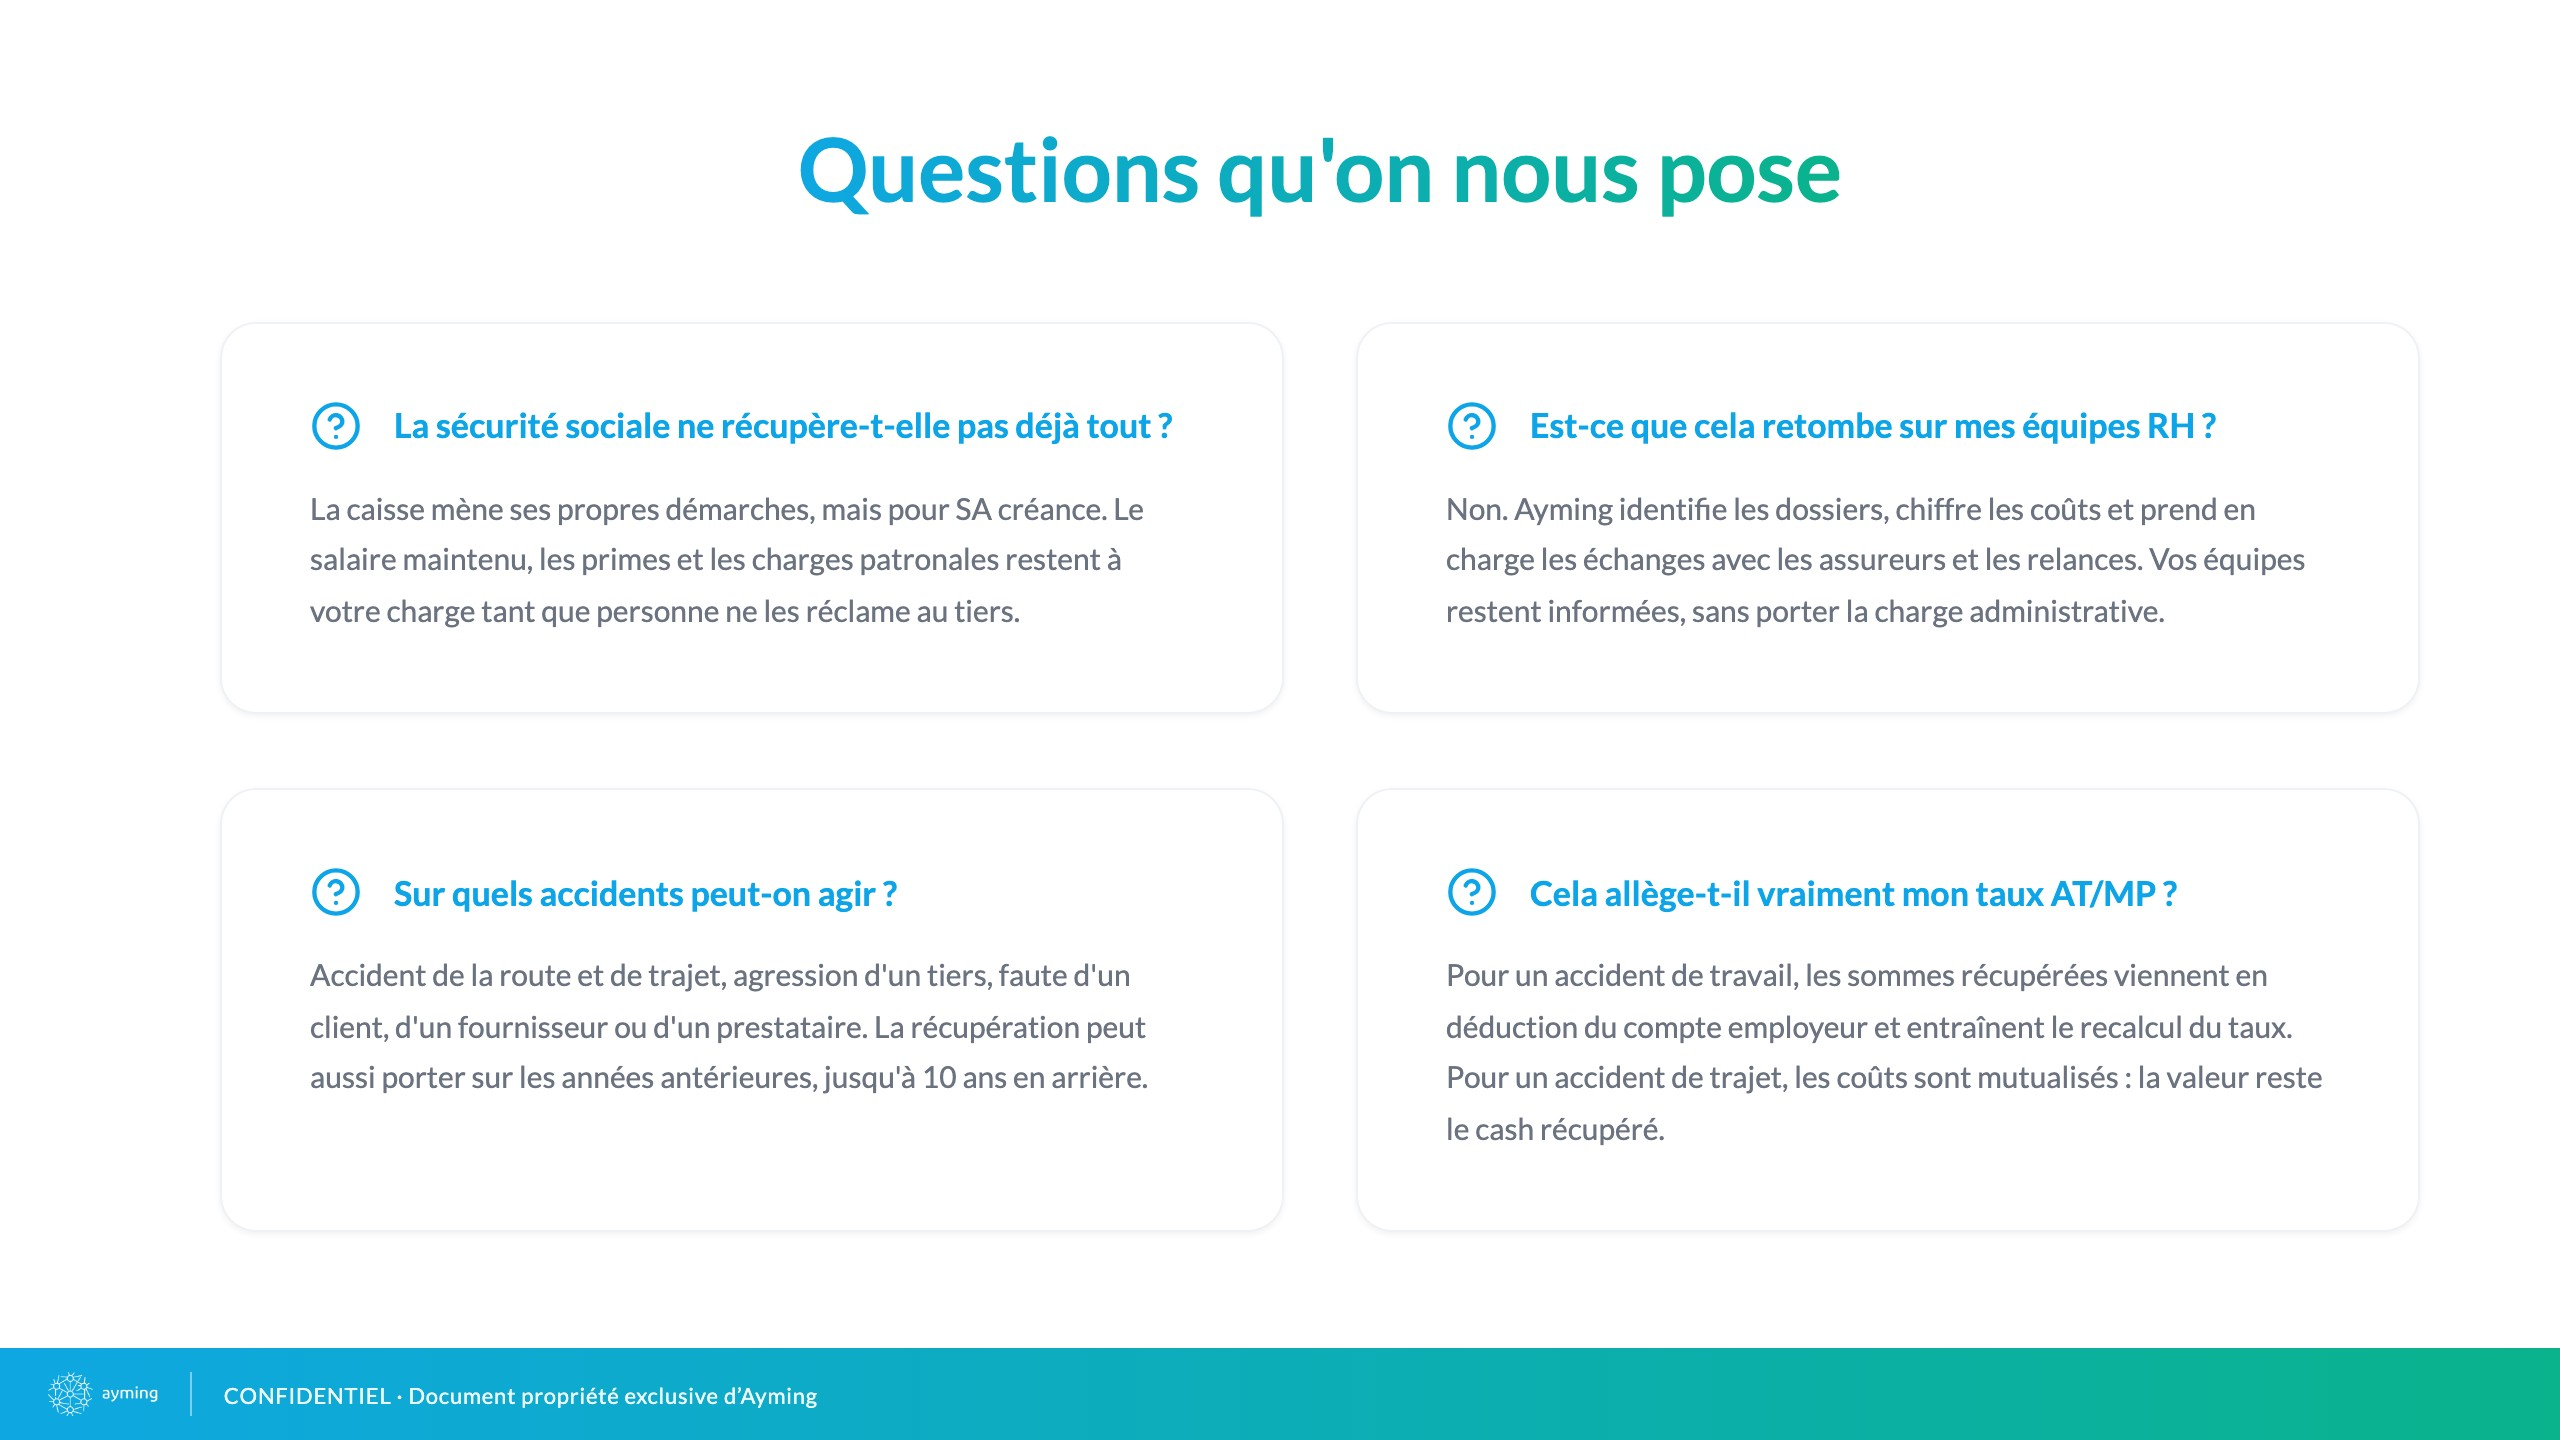 Questions qu'on nous pose
La sécurité sociale ne récupère-t-elle pas déjà tout ?
La caisse mène ses propres démarches, mais pour SA créance. Le
salaire maintenu, les primes et les charges patronales restent à
votre charge tant que personne ne les réclame au tiers.
Est-ce que cela retombe sur mes équipes RH ?
Non. Ayming identifie les dossiers, chiffre les coûts et prend en
charge les échanges avec les assureurs et les relances. Vos équipes
restent informées, sans porter la charge administrative.
Sur quels accidents peut-on agir ?
Accident de la route et de trajet, agression d'un tiers, faute d'un
client, d'un fournisseur ou d'un prestataire. La récupération peut
aussi porter sur les années antérieures, jusqu'à 10 ans en arrière.
Cela allège-t-il vraiment mon taux AT/MP ?
Pour un accident de travail, les sommes récupérées viennent en
déduction du compte employeur et entraînent le recalcul du taux.
Pour un accident de trajet, les coûts sont mutualisés : la valeur reste
le cash récupéré.
ayming
CONFIDENTIEL · Document propriété exclusive d’Ayming